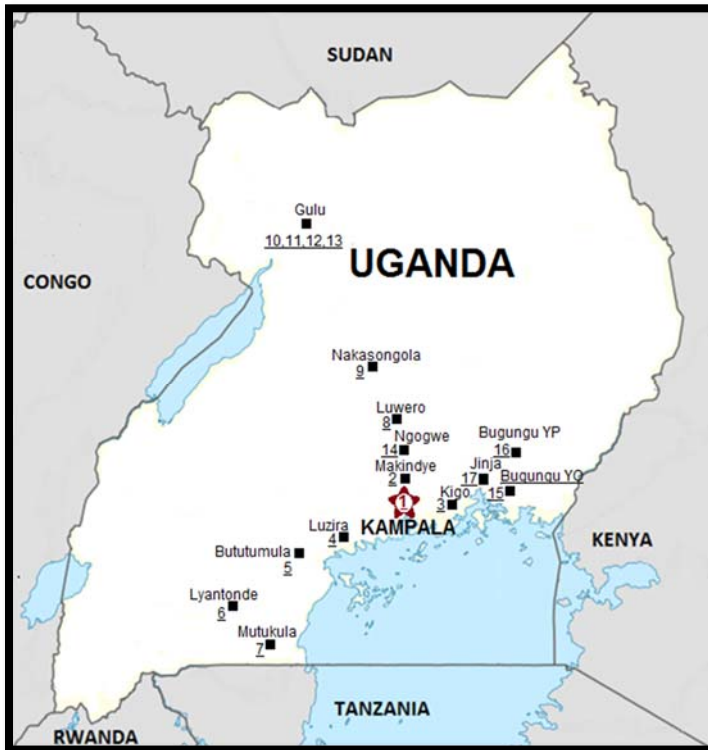 SUDAN
Gulu
10,11,12,13
UGANDA
CONGO
Nakasongola
9
Luwero
8
Ngogwe
14
Bugungu YP
16
Makindye
2
Jinja
17
Bugungu YO
15
1
Kigo
3
KAMPALA
Luzira
4
KENYA
Bututumula
5
Lyantonde
6
Mutukula
7
TANZANIA
RWANDA